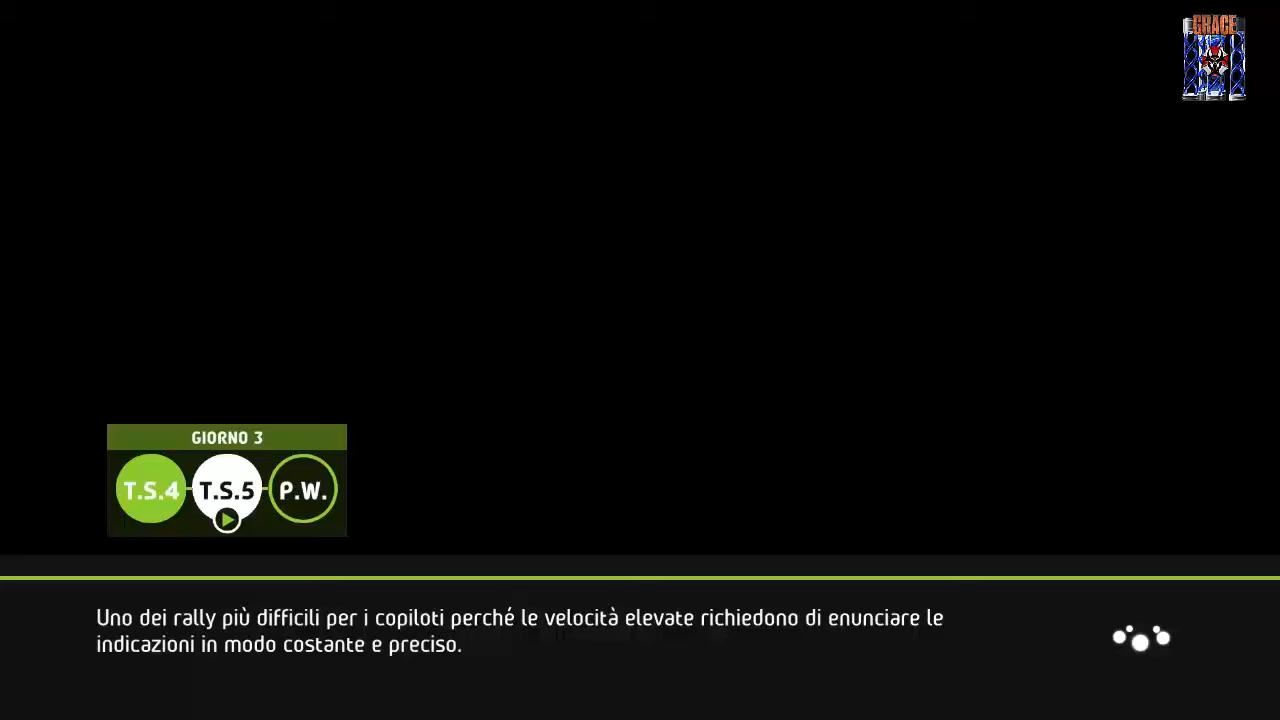 GRACE
GIORNO 3
T.S.4 T.S.5 P.W.
Uno dei rally più difficili per i copiloti perché le velocità elevate richiedono di enunciare le
indicazioni in modo costante e preciso.